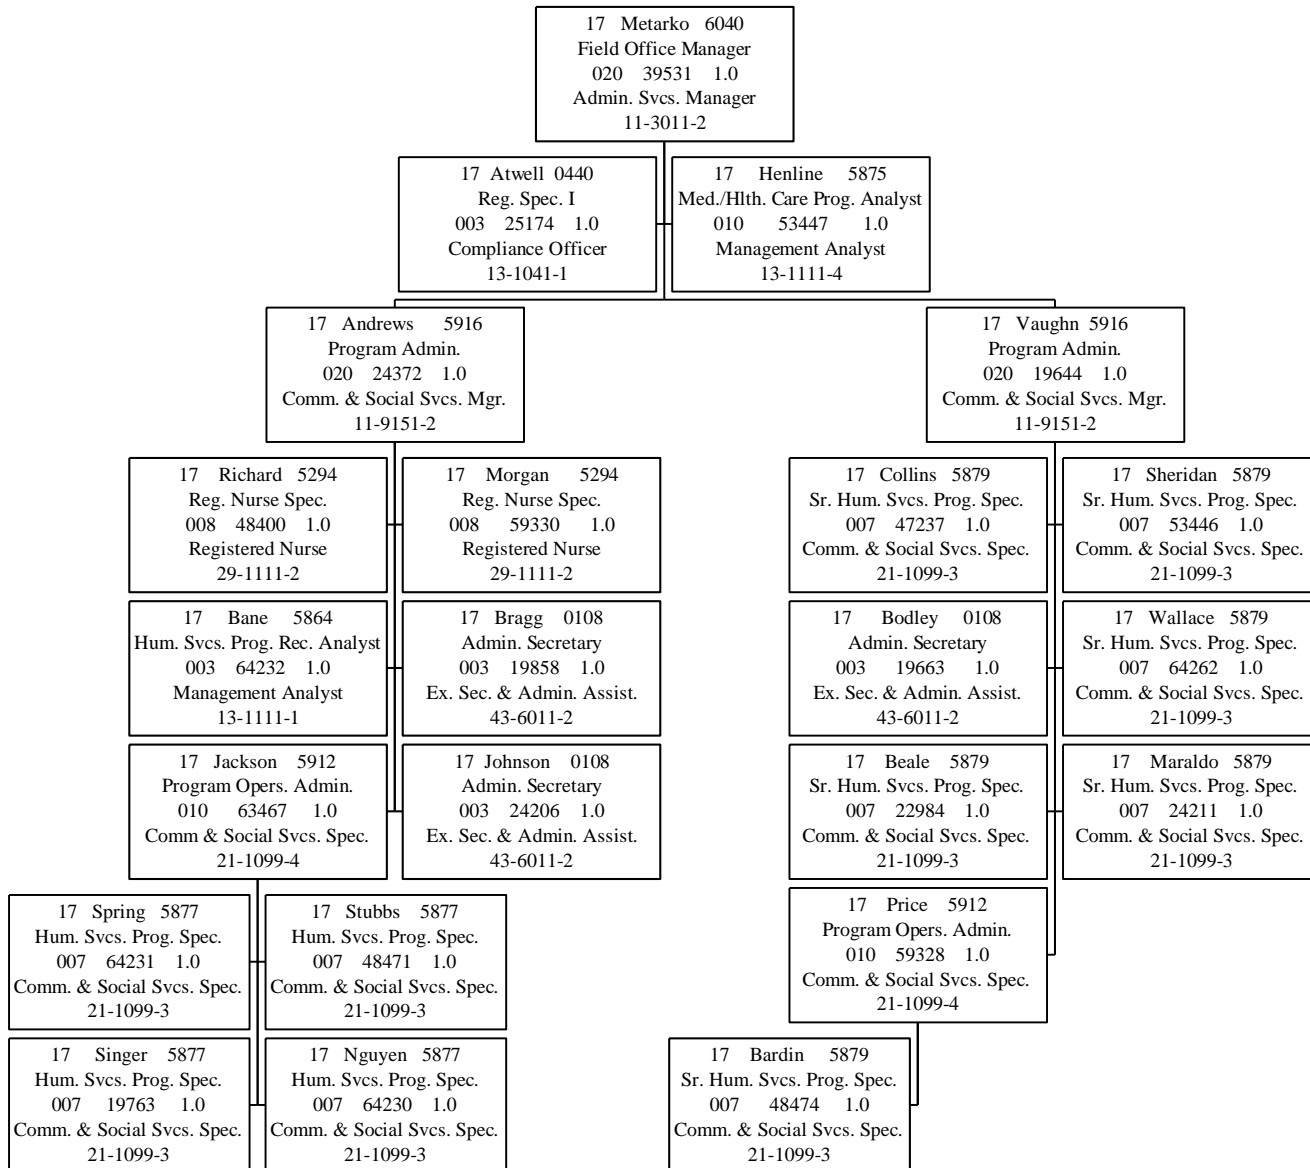 17 Metarko 6040
Field Office Manager
020 39531 1.0
Admin. Svcs. Manager
11-3011-2
17 Atwell 0440
Reg. Spec. I
003 25174 1.0
Compliance Officer
13-1041-1
17 Henline 5875
Med./Hlth. Care Prog. Analyst
010 53447 1.0
Management Analyst
13-1111-4
17 Andrews 5916
Program Admin.
020 24372 1.0
Comm. & Social Svcs. Mgr.
11-9151-2
17 Vaughn 5916
Program Admin.
020 19644 1.0
Comm. & Social Svcs. Mgr.
11-9151-2
17 Richard 5294
Reg. Nurse Spec.
008 48400 1.0
Registered Nurse
29-1111-2
17 Morgan 5294
Reg. Nurse Spec.
008 59330 1.0
Registered Nurse
29-1111-2
17 Collins 5879
Sr. Hum. Svcs. Prog. Spec.
007 47237 1.0
Comm. & Social Svcs. Spec.
21-1099-3
17 Sheridan 5879
Sr. Hum. Svcs. Prog. Spec.
007 53446 1.0
Comm. & Social Svcs. Spec.
21-1099-3
17 Bane 5864
Hum. Svcs. Prog. Rec. Analyst
003 64232 1.0
Management Analyst
13-1111-1
17 Bragg 0108
Admin. Secretary
003 19858 1.0
Ex. Sec. & Admin. Assist.
43-6011-2
17 Bodley 0108
Admin. Secretary
003 19663 1.0
Ex. Sec. & Admin. Assist.
43-6011-2
17 Wallace 5879
Sr. Hum. Svcs. Prog. Spec.
007 64262 1.0
Comm. & Social Svcs. Spec.
21-1099-3
17 Jackson 5912
Program Opers. Admin.
010 63467 1.0
Comm & Social Svcs. Spec.
21-1099-4
17 Johnson 0108
Admin. Secretary
003 24206 1.0
Ex. Sec. & Admin. Assist.
43-6011-2
17 Beale 5879
Sr. Hum. Svcs. Prog. Spec.
007 22984 1.0
Comm. & Social Svcs. Spec.
21-1099-3
17 Maraldo 5879
Sr. Hum. Svcs. Prog. Spec.
007 24211 1.0
Comm. & Social Svcs. Spec.
21-1099-3
17 Spring 5877
Hum. Svcs. Prog. Spec.
007 64231 1.0
Comm. & Social Svcs. Spec.
21-1099-3
17 Stubbs 5877
Hum. Svcs. Prog. Spec.
007 48471 1.0
Comm. & Social Svcs. Spec.
21-1099-3
17 Price 5912
Program Opers. Admin.
010 59328 1.0
Comm. & Social Svcs. Spec.
21-1099-4
17 Singer 5877
Hum. Svcs. Prog. Spec.
007 19763 1.0
Comm. & Social Svcs. Spec.
21-1099-3
17 Nguyen 5877
Hum. Svcs. Prog. Spec.
007 64230 1.0
Comm. & Social Svcs. Spec.
21-1099-3
17 Bardin 5879
Sr. Hum. Svcs. Prog. Spec.
007 48474 1.0
Comm. & Social Svcs. Spec.
21-1099-3